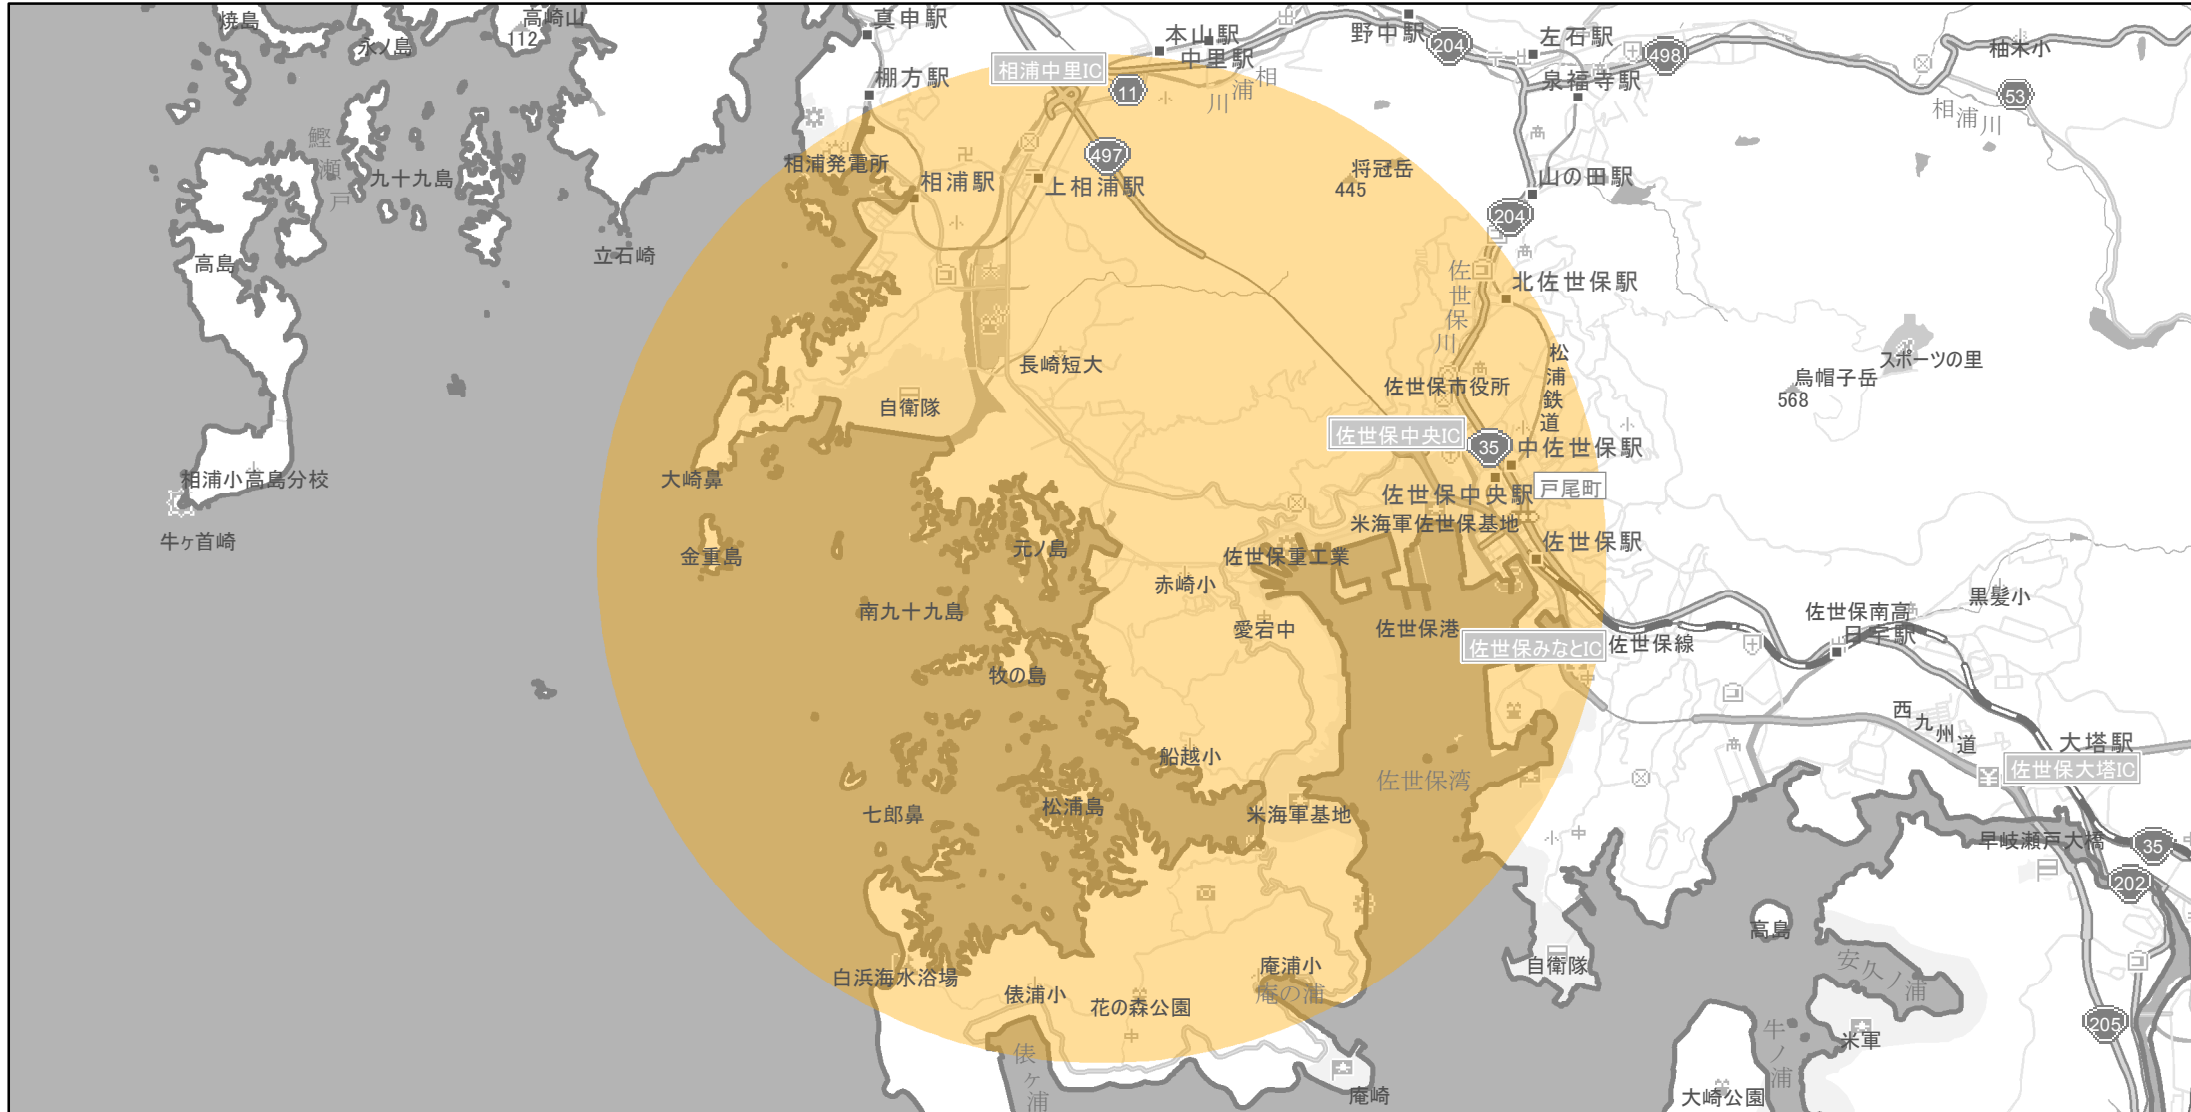 焼島
高崎山
112
永ノ島
真申駅
本山駅
中里駅
野中駅
204
左石駅
498
柚木小
相浦中里IC
棚方駅
11
相浦川
泉福寺駅
53
相浦川
鰹瀬戸
九十九島
相浦発電所
相浦駅
497
上相浦駅
将冠岳
445
山の田駅
204
高島
立石崎
佐世保川
北佐世保駅
長崎短大
松浦鉄道
スポーツの里
烏帽子岳
568
佐世保市役所
自衛隊
佐世保中央IC
35
中佐世保駅
相浦小高島分校
大崎鼻
佐世保中央駅
戸尾町
米海軍佐世保基地
牛ヶ首崎
金重島
元ノ島
佐世保重工業
佐世保駅
赤崎小
南九十九島
愛宕中
佐世保港
佐世保みなとIC
佐世保線
佐世保南高
日宇駅
黒髪小
牧の島
西九州道
大塔駅
佐世保大塔IC
船越小
佐世保湾
七郎鼻
松浦島
米海軍基地
早岐瀬戸大橋
35
202
高島
白浜海水浴場
俵浦小
花の森公園
庵浦小
庵の浦
自衛隊
安久ノ浦
205
俵ヶ浦
牛ノ浦
米軍
庵崎
大崎公園